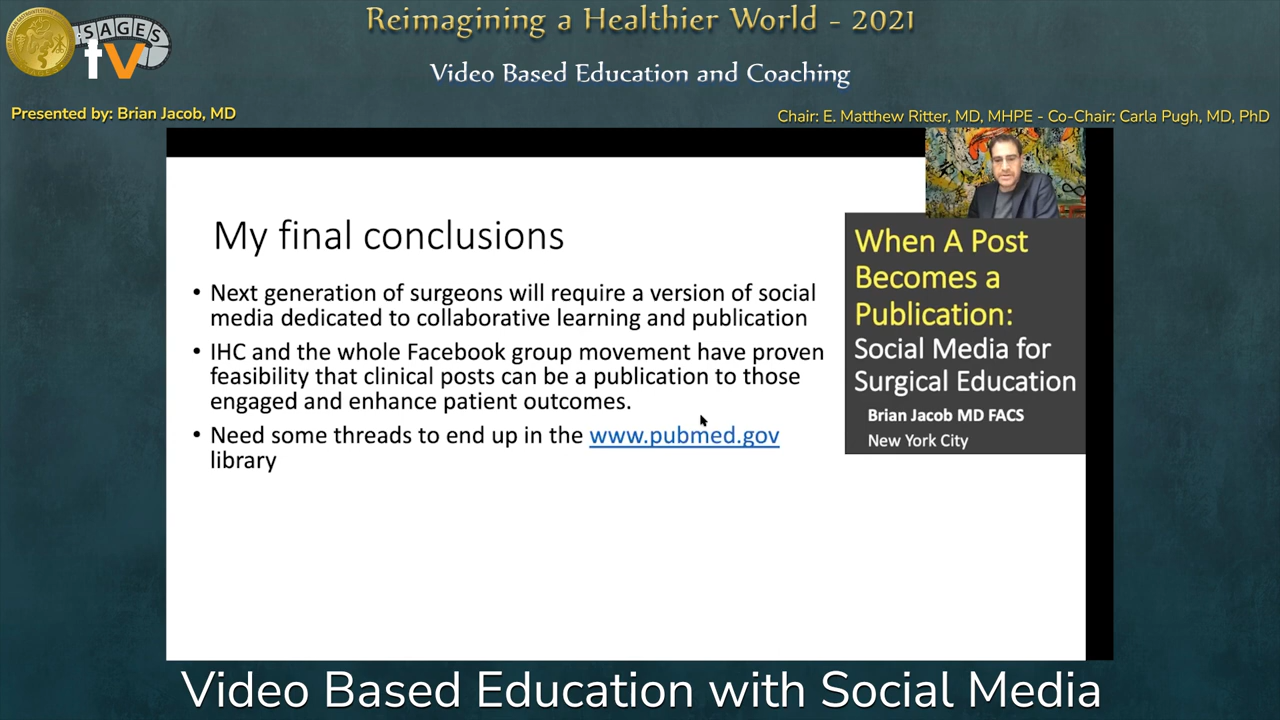 Reimagining a Healthier World - 2021
SAGES
tv
Video Based Education and Coaching
Presented by: Brian Jacob, MD
Chair: E. Matthew Ritter, MD, MHPE - Co-Chair: Carla Pugh, MD, PhD
My final conclusions
• Next generation of surgeons will require a version of social
media dedicated to collaborative learning and publication
• IHC and the whole Facebook group movement have proven
feasibility that clinical posts can be a publication to those
engaged and enhance patient outcomes.
• Need some threads to end up in the www.pubmed.gov
library
When A Post
Becomes a
Publication:
Social Media for
Surgical Education
Brian Jacob MD FACS
New York City
Video Based Education with Social Media